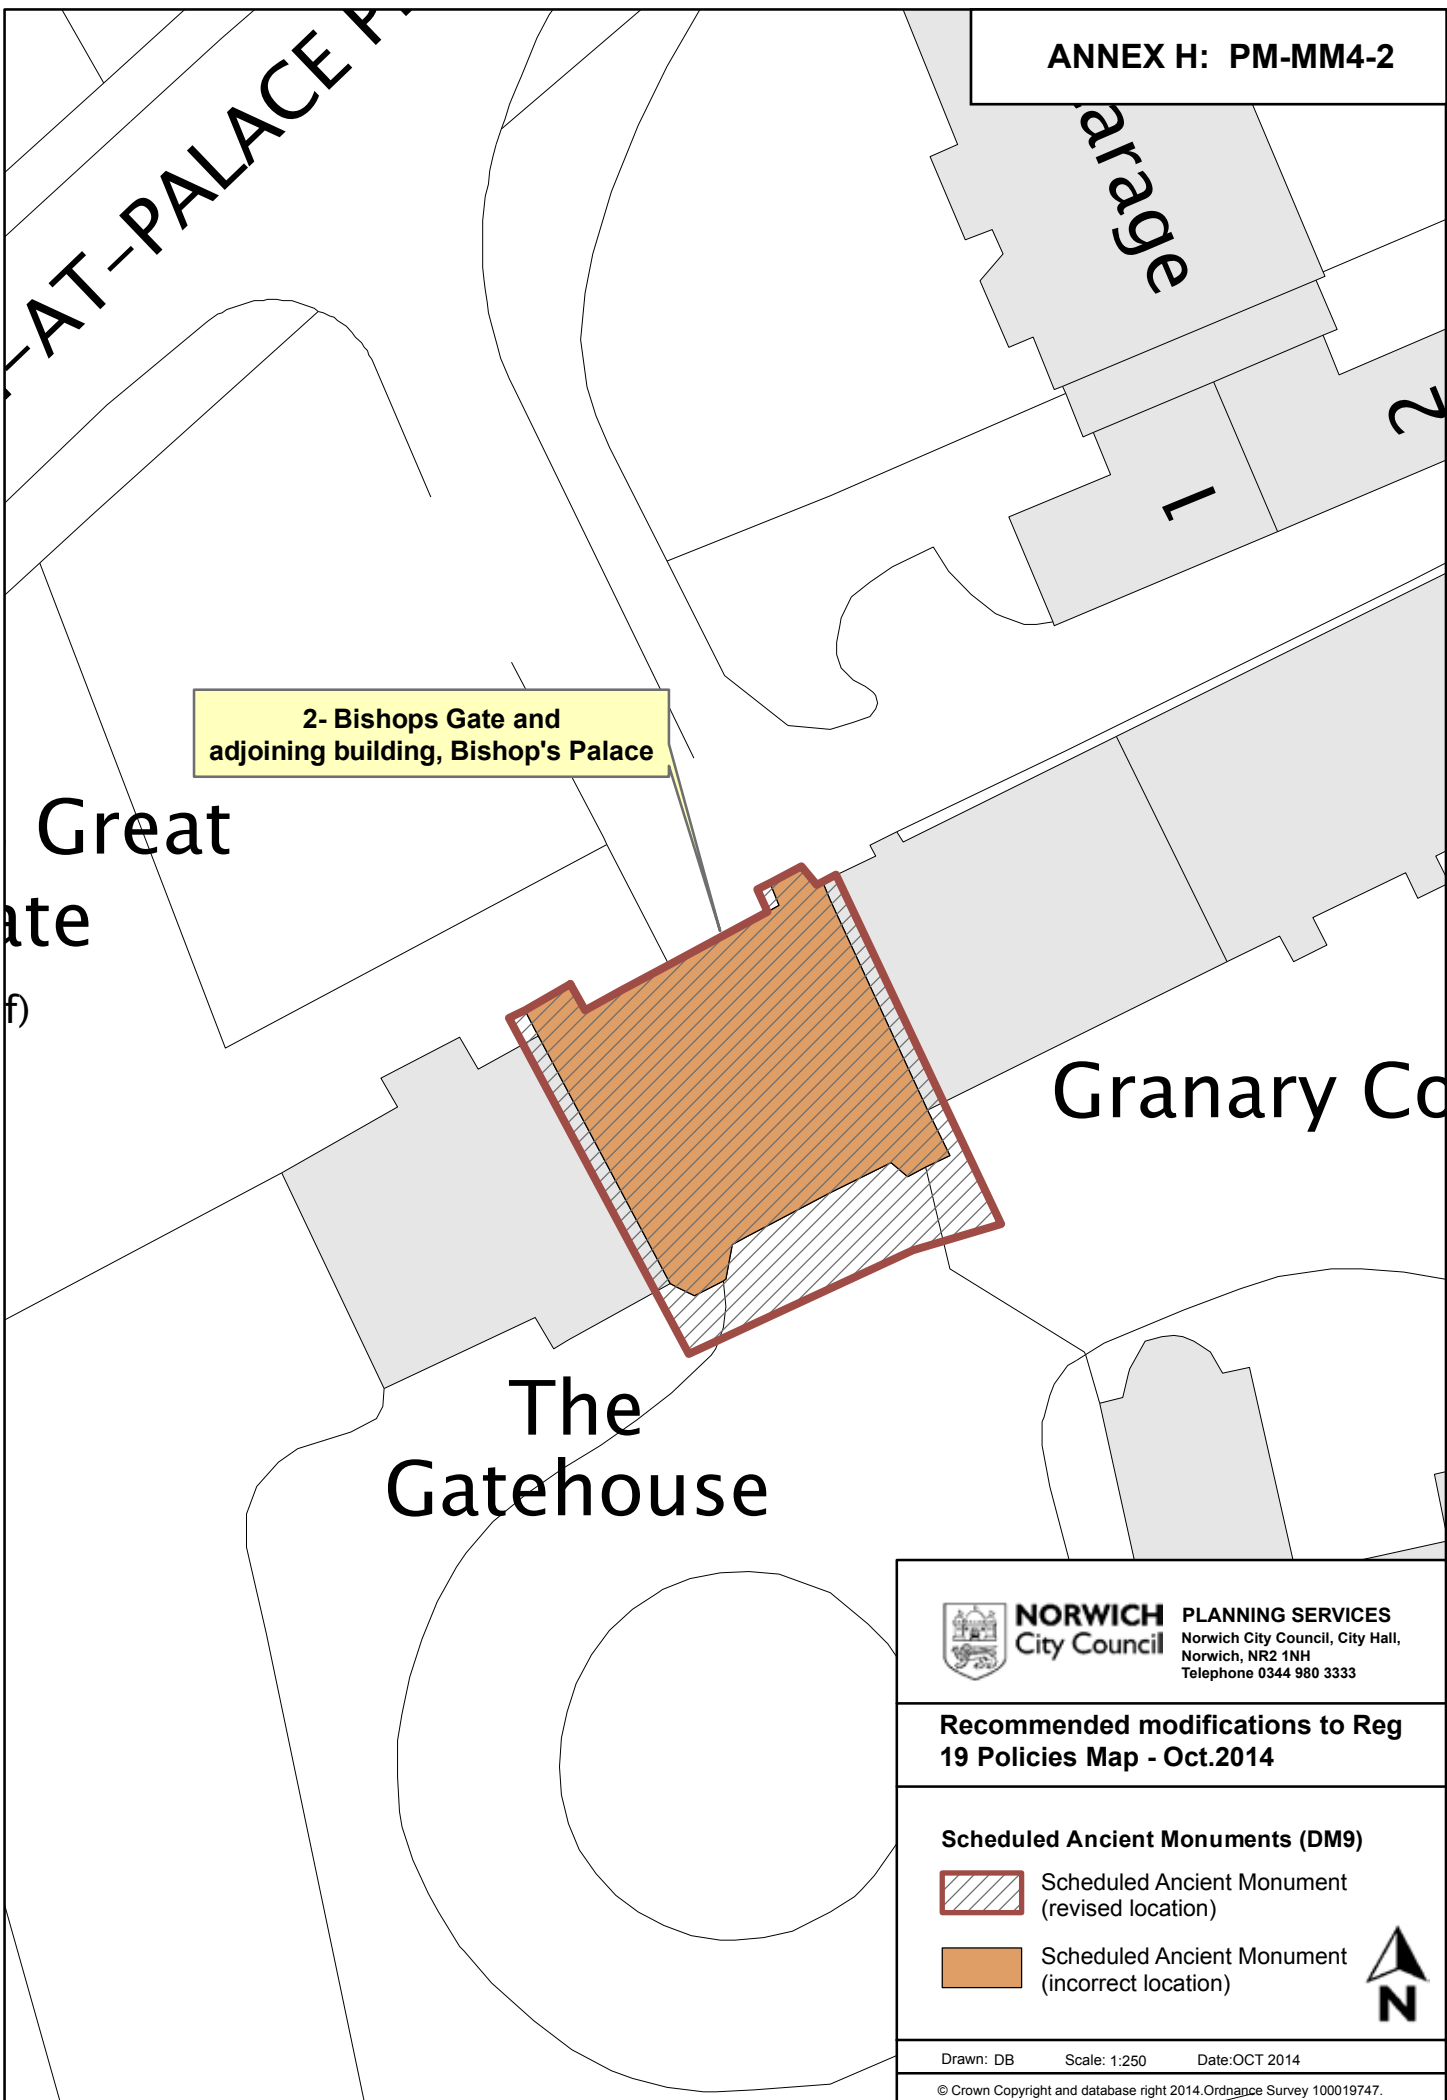 ANNEX H: PM-MM4-2
-AT-PALACE P
arage
2
1
2- Bishops Gate and
adjoining building, Bishop's Palace
Great
ate
f)
Granary Co
The
Gatehouse
NORWICH
City Council
PLANNING SERVICES
Norwich City Council, City Hall,
Norwich, NR2 1NH
Telephone 0344 980 3333
Recommended modifications to Reg
19 Policies Map - Oct.2014
Scheduled Ancient Monuments (DM9)
Scheduled Ancient Monument
(revised location)
Scheduled Ancient Monument
(incorrect location)
N
Drawn: DB Scale: 1:250 Date:OCT 2014
© Crown Copyright and database right 2014.Ordnance Survey 100019747.